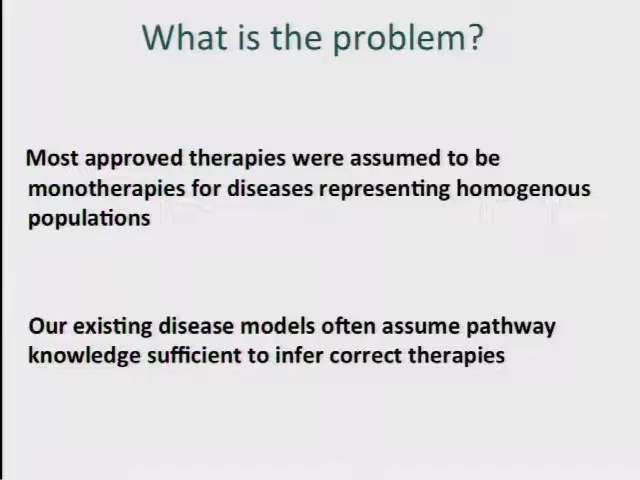 What is the problem?
Most approved therapies were assumed to be
monotherapies for diseases representing homogenous
populations
Our existing disease models often assume pathway
knowledge sufficient to infer correct therapies